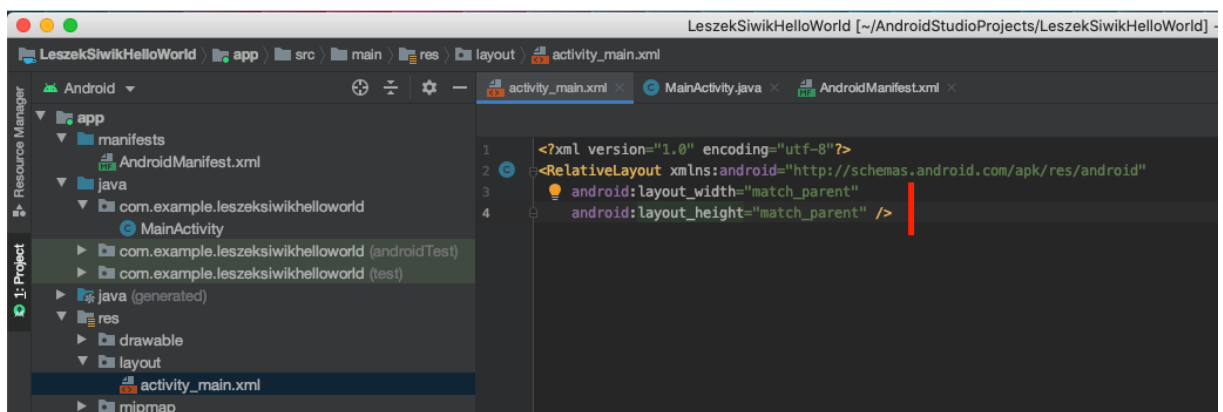 LeszekSiwikHelloWorld [~/AndroidStudioProjects/LeszekSiwikHelloWorld] -
LeszekSiwikHelloWorld app src main res layout activity_main.xml
Resource Manager
1: Project
Android
app
manifests
AndroidManifest.xml
java
com.example.leszeksiwikhelloworld
MainActivity
com.example.leszeksiwikhelloworld (androidTest)
com.example.leszeksiwikhelloworld (test)
java (generated)
res
drawable
layout
activity_main.xml
mipmap
activity_main.xml MainActivity.java AndroidManifest.xml
1 <?xml version="1.0" encoding="utf-8"?>
2 <RelativeLayout xmlns:android="http://schemas.android.com/apk/res/android"
3 android:layout_width="match_parent"
4 android:layout_height="match_parent" />